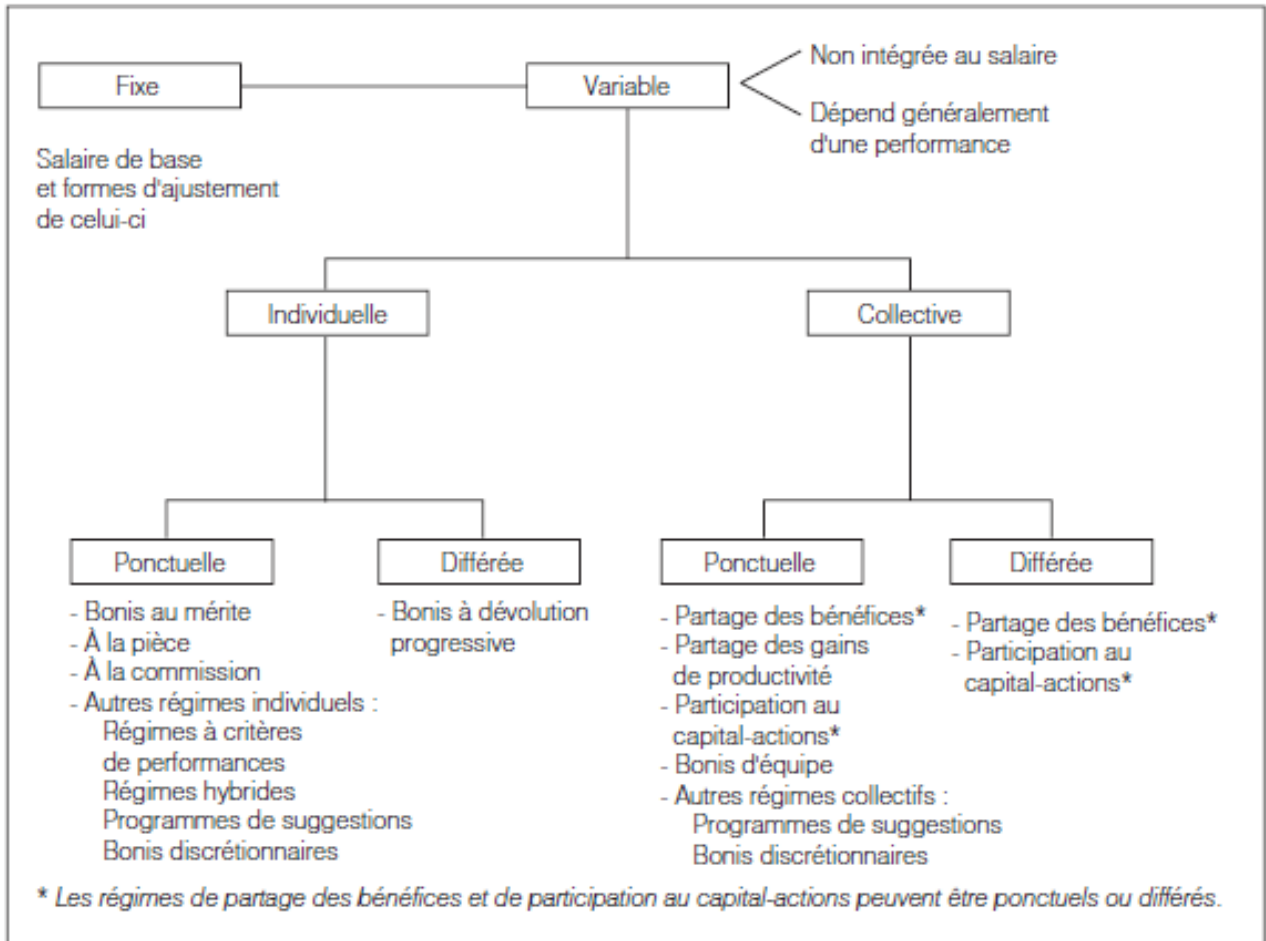 Fixe
Variable
Non intégrée au salaire
Dépend généralement
d'une performance
Salaire de base
et formes d'ajustement
de celui-ci
Individuelle
Collective
Ponctuelle
- Bonis au mérite
- À la pièce
- À la commission
- Autres régimes individuels :
Régimes à critères
de performances
Régimes hybrides
Programmes de suggestions
Bonis discrétionnaires
Différée
- Bonis à dévolution
progressive
Ponctuelle
- Partage des bénéfices*
- Partage des gains
de productivité
- Participation au
capital-actions*
- Bonis d'équipe
- Autres régimes collectifs :
Programmes de suggestions
Bonis discrétionnaires
Différée
- Partage des bénéfices*
- Participation au
capital-actions*
* Les régimes de partage des bénéfices et de participation au capital-actions peuvent être ponctuels ou différés.